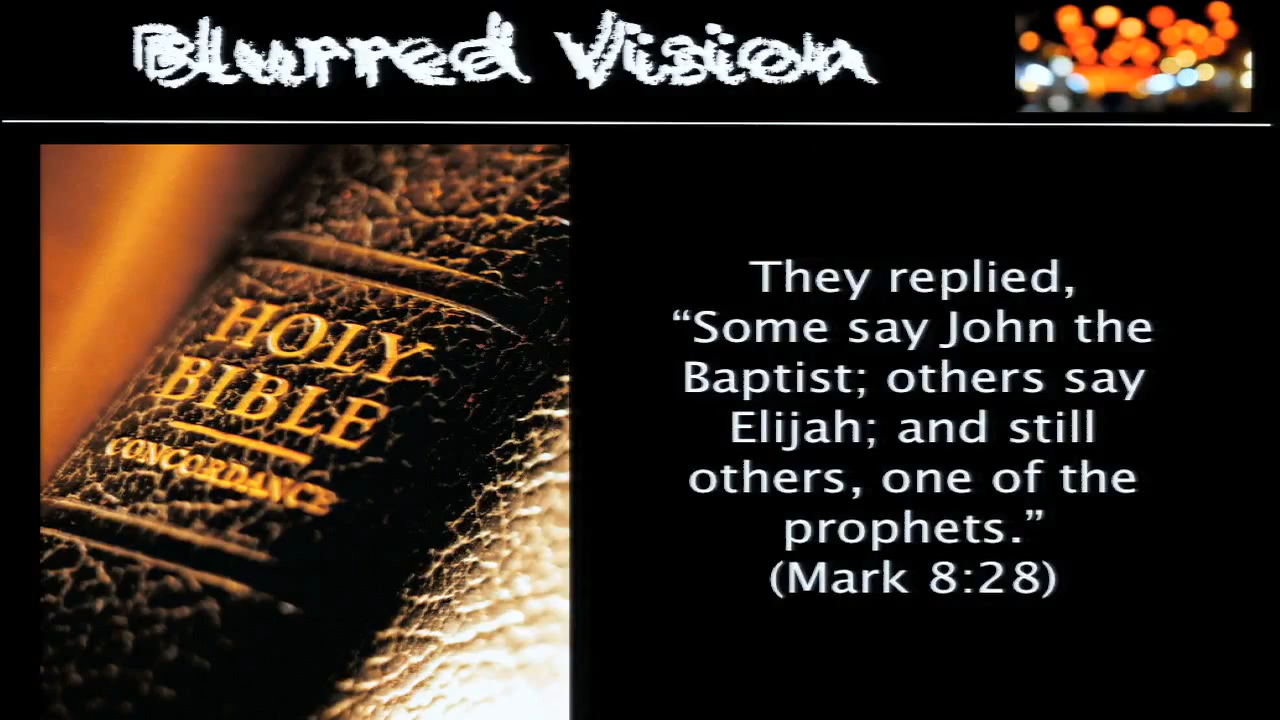 Blurred Vision
HOLY
BIBLE
CONCORDANCE
They replied,
“Some say John the
Baptist; others say
Elijah; and still
others, one of the
prophets.”
(Mark 8:28)